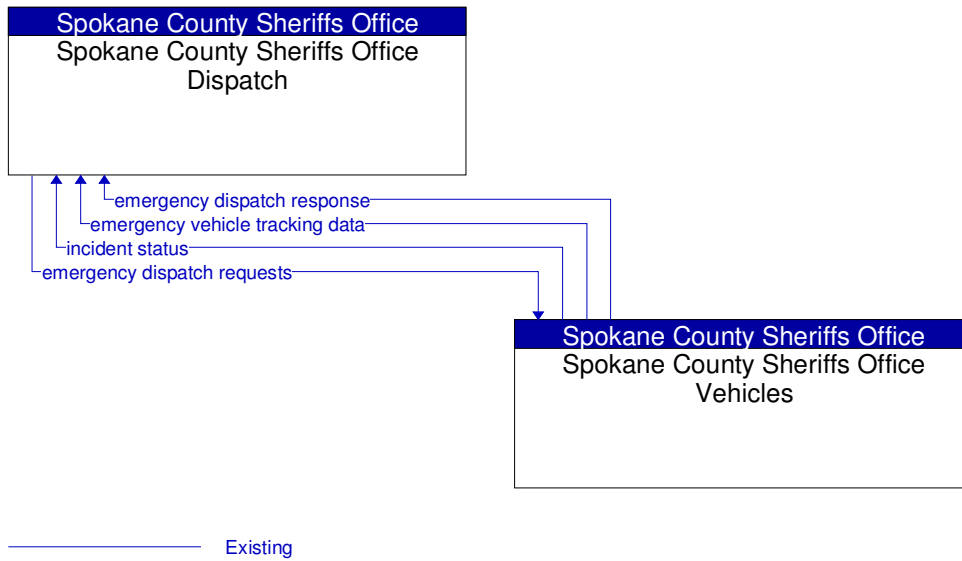 Spokane County Sheriffs Office
Spokane County Sheriffs Office
Dispatch
emergency dispatch response
emergency vehicle tracking data
incident status
emergency dispatch requests
Spokane County Sheriffs Office
Spokane County Sheriffs Office
Vehicles
Existing